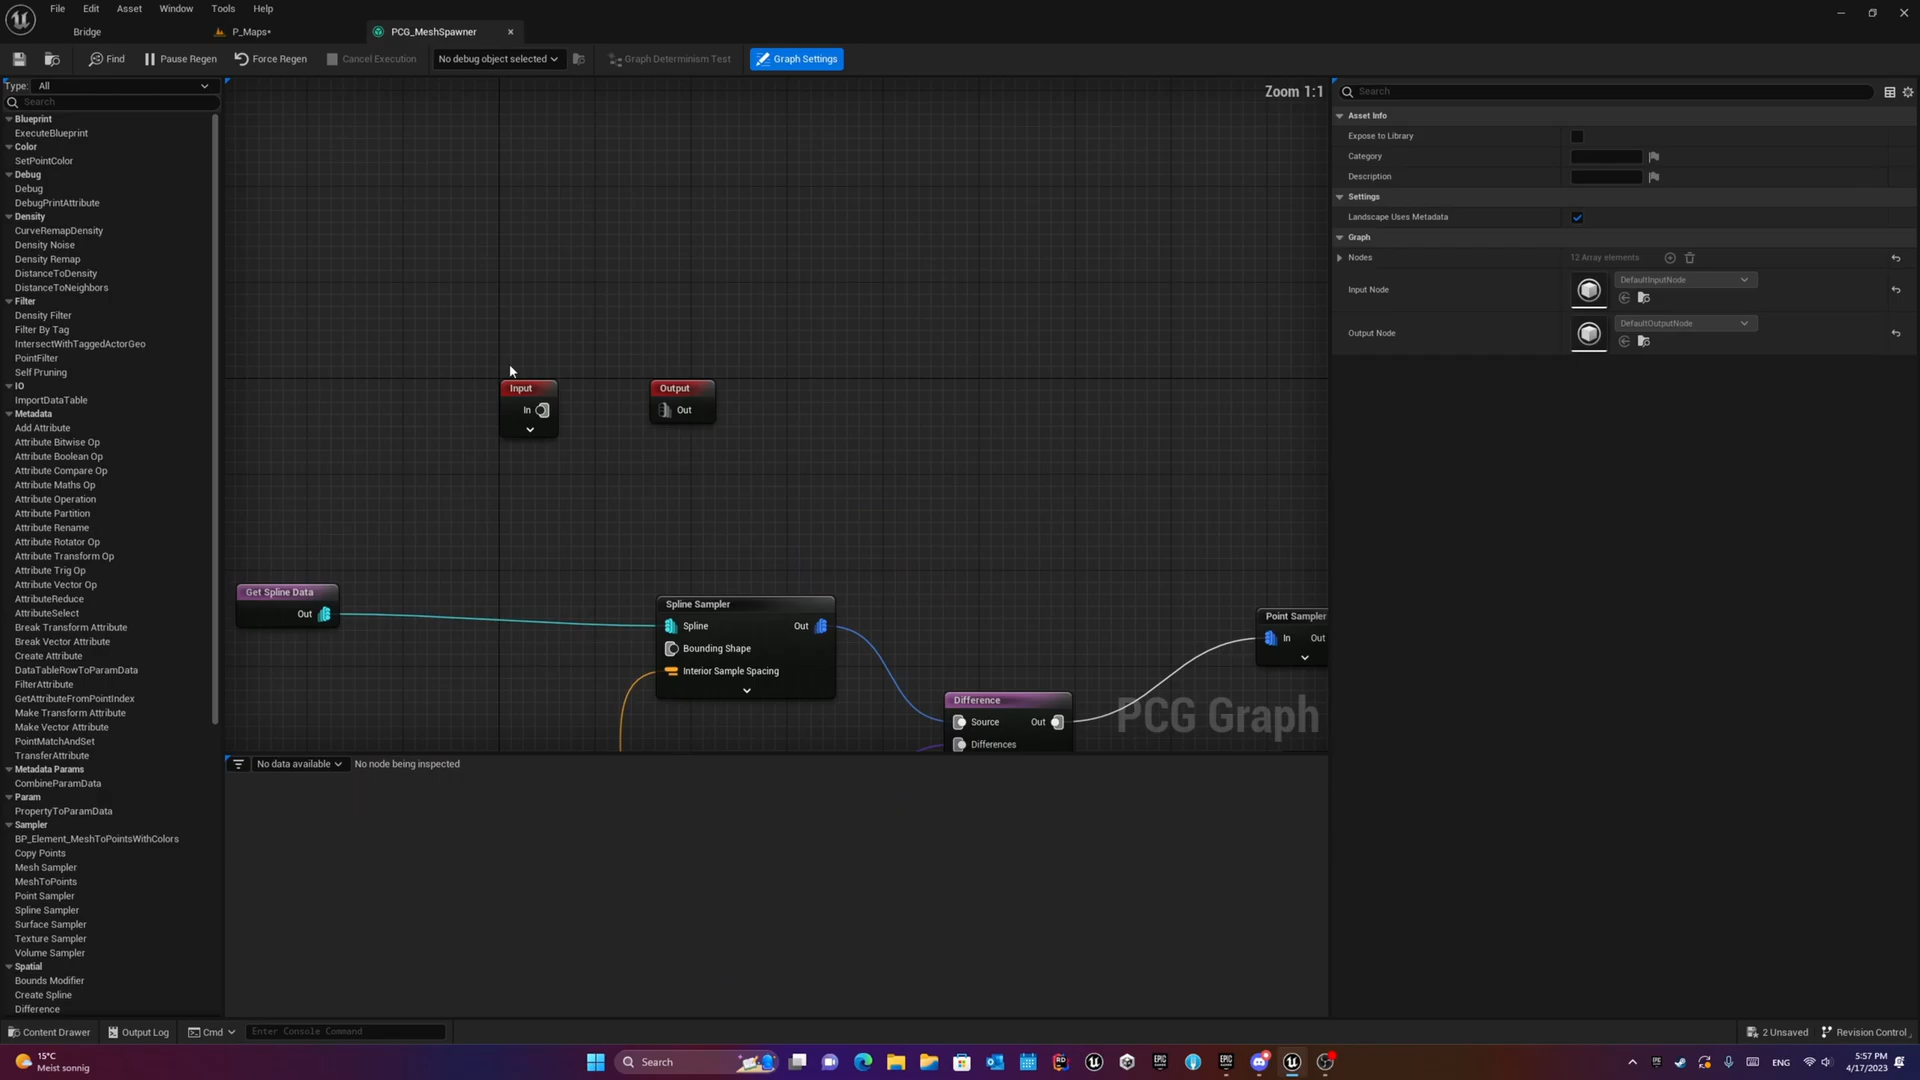 File Edit Asset Window Tools Help
Bridge P_Maps• PCG_MeshSpawner
Find Pause Regen Force Regen Cancel Execution No debug object selected Graph Determinism Test Graph Settings
Type: All
Search
Blueprint
ExecuteBlueprint
Color
SetPointColor
Debug
Debug
DebugPrintAttribute
Density
CurveRemapDensity
Density Noise
Density Remap
DistanceToDensity
DistanceToNeighbors
Filter
Density Filter
Filter By Tag
IntersectWithTaggedActorGeo
PointFilter
Self Pruning
IO
ImportDataTable
Metadata
Add Attribute
Attribute Bitwise Op
Attribute Boolean Op
Attribute Compare Op
Attribute Maths Op
Attribute Operation
Attribute Partition
Attribute Rename
Attribute Rotator Op
Attribute Transform Op
Attribute Trig Op
Attribute Vector Op
AttributeReduce
AttributeSelect
Break Transform Attribute
Break Vector Attribute
Create Attribute
DataTableRowToParamData
FilterAttribute
GetAttributeFromPointIndex
Make Transform Attribute
Make Vector Attribute
PointMatchAndSet
TransferAttribute
Metadata Params
CombineParamData
Param
PropertyToParamData
Sampler
BP_Element_MeshToPointsWithColors
Copy Points
Mesh Sampler
MeshToPoints
Point Sampler
Spline Sampler
Surface Sampler
Texture Sampler
Volume Sampler
Spatial
Bounds Modifier
Create Spline
Difference
Zoom 1:1
Input
In
Output
Out
Get Spline Data
Out
Spline Sampler
Spline Out
Bounding Shape
Interior Sample Spacing
Difference
Source Out
Differences
Point Sampler
In Out
PCG Graph
No data available No node being inspected
Search
Asset Info
Expose to Library
Category
Description
Settings
Landscape Uses Metadata
Graph
Nodes 12 Array elements
Input Node DefaultInputNode
Output Node DefaultOutputNode
Content Drawer Output Log Cmd Enter Console Command 2 Unsaved Revision Control
15°C
Meist sonnig
Search
ENG
5:57 PM
4/17/2023